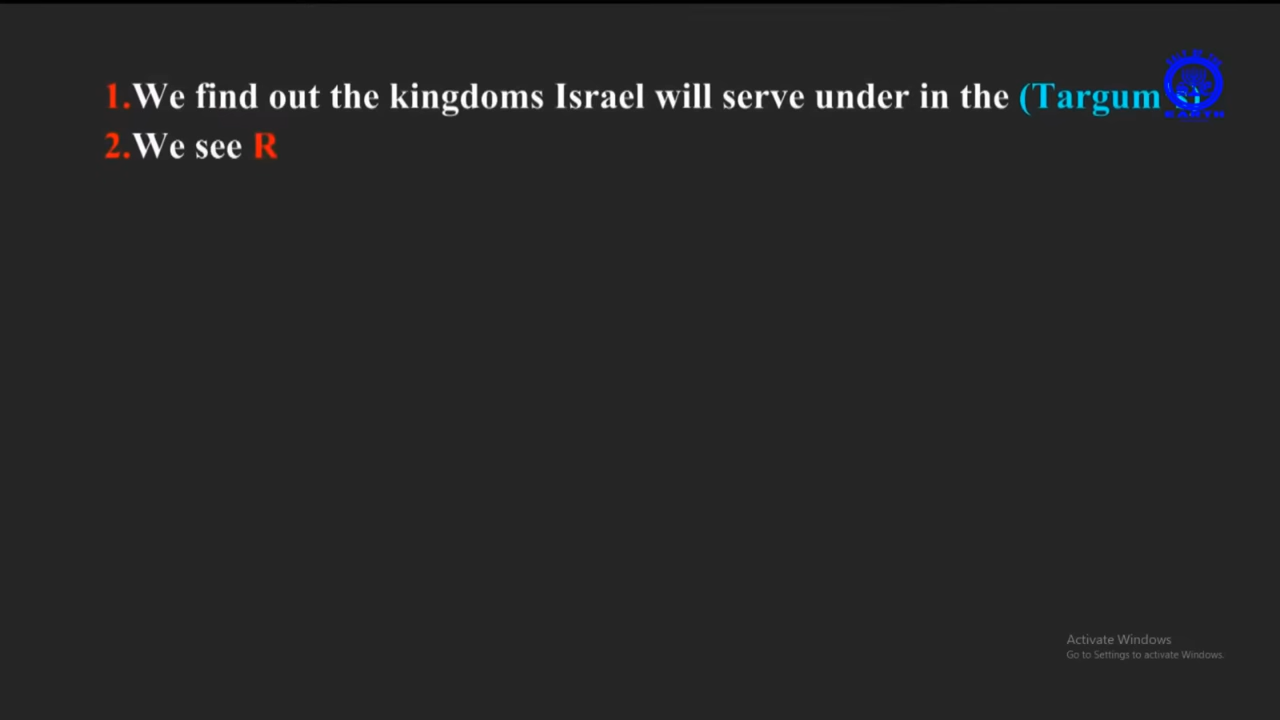 1.We find out the kingdoms Israel will serve under in the (Targum
2.We see R
Activate Windows
Go to Settings to activate Windows.